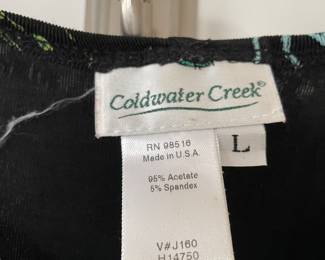 Coldwater Creek®
RN 98516
Made in U.S.A.
L
95% Acetate
5% Spandex
V#J160
H14750